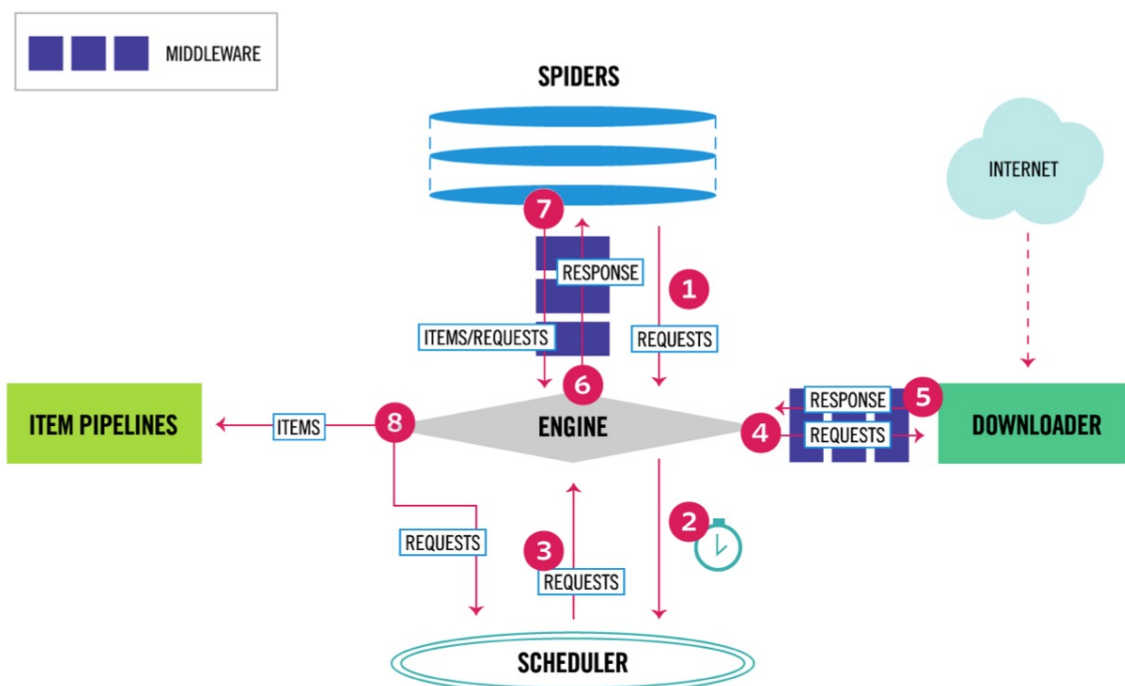 MIDDLEWARE
SPIDERS
INTERNET
7
RESPONSE
1
ITEMS/REQUESTS
REQUESTS
6
5
RESPONSE
ITEM PIPELINES
ITEMS
8
ENGINE
4
REQUESTS
DOWNLOADER
2
REQUESTS
3
REQUESTS
SCHEDULER